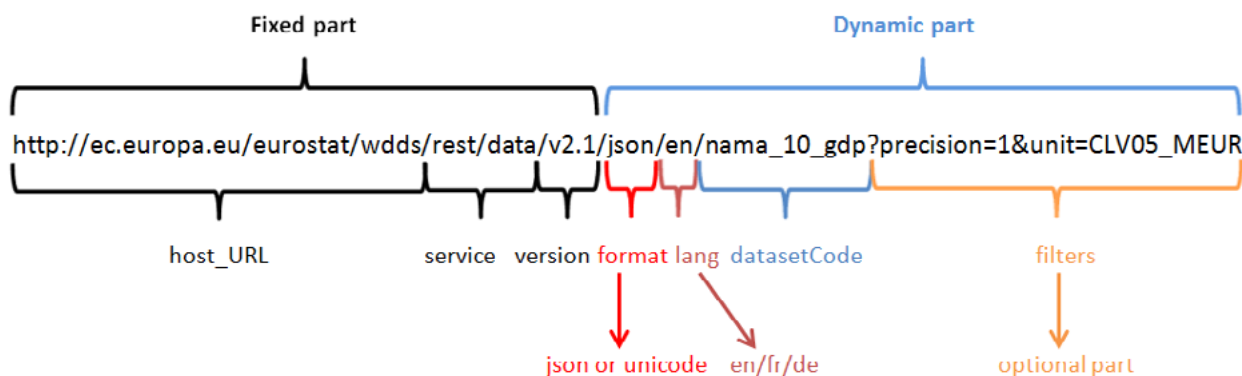 Fixed part Dynamic part
http://ec.europa.eu/eurostat/wdds/rest/data/v2.1/json/en/nama_10_gdp?precision=1&unit=CLV05_MEUR
host_URL service version format lang datasetCode filters
json or unicode en/fr/de optional part